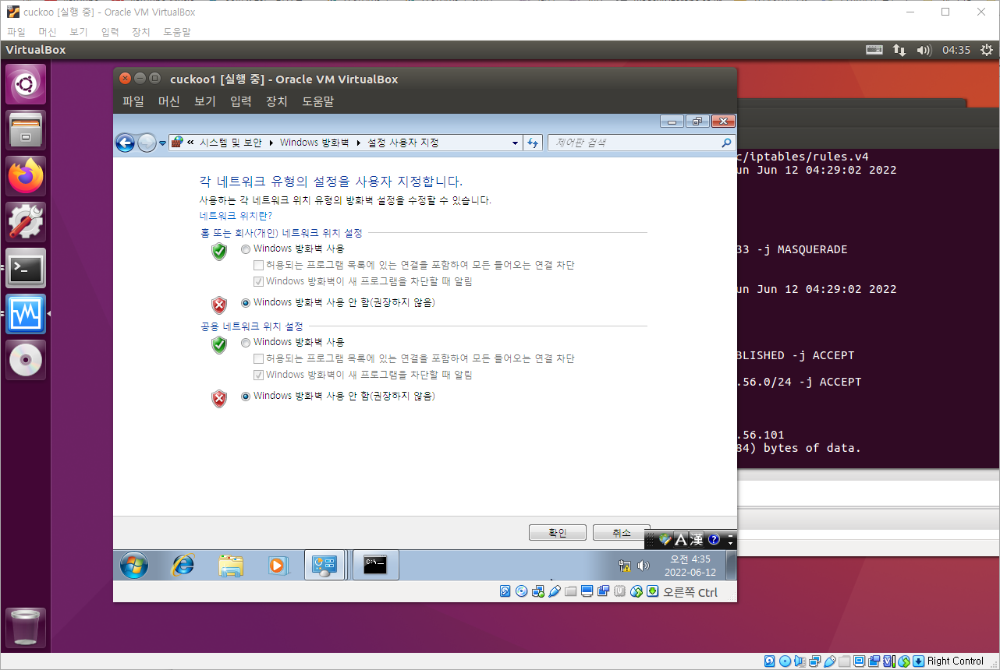 cuckoo [실행 중] - Oracle VM VirtualBox
파일 머신 보기 입력 장치 도움말
VirtualBox
04:35
cuckoo1 [실행 중] - Oracle VM VirtualBox
파일 머신 보기 입력 장치 도움말
« 시스템 및 보안 Windows 방화벽 설정 사용자 지정
제어판 검색
각 네트워크 유형의 설정을 사용자 지정합니다.
사용하는 각 네트워크 위치 유형의 방화벽 설정을 수정할 수 있습니다.
네트워크 위치란?
홈 또는 회사(개인) 네트워크 위치 설정
Windows 방화벽 사용
허용되는 프로그램 목록에 있는 연결을 포함하여 모든 들어오는 연결 차단
Windows 방화벽이 새 프로그램을 차단할 때 알림
Windows 방화벽 사용 안 함(권장하지 않음)
공용 네트워크 위치 설정
Windows 방화벽 사용
허용되는 프로그램 목록에 있는 연결을 포함하여 모든 들어오는 연결 차단
Windows 방화벽이 새 프로그램을 차단할 때 알림
Windows 방화벽 사용 안 함(권장하지 않음)
확인
취소
A 漢
오전 4:35
2022-06-12
오른쪽 Ctrl
c/iptables/rules.v4
un Jun 12 04:29:02 2022
33 -j MASQUERADE
un Jun 12 04:29:02 2022
BLISHED -j ACCEPT
.56.0/24 -j ACCEPT
.56.101
84) bytes of data.
Right Control